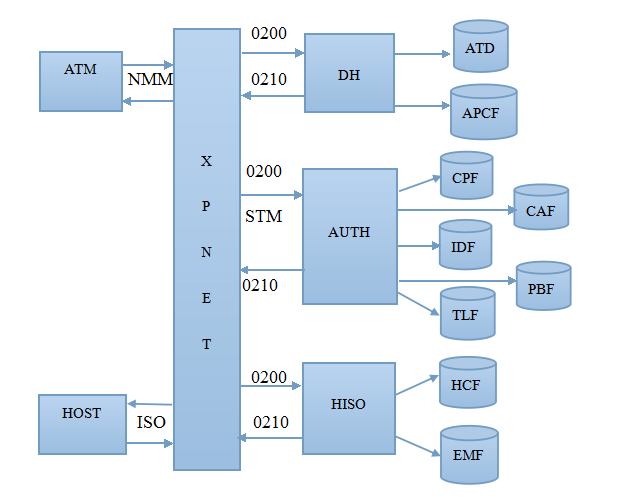 0200
ATD
ATM
NMM
DH
0210
APCF
X
P
N
E
T
0200
STM
0210
AUTH
CPF
CAF
IDF
PBF
TLF
HOST
ISO
0200
0210
HISO
HCF
EMF